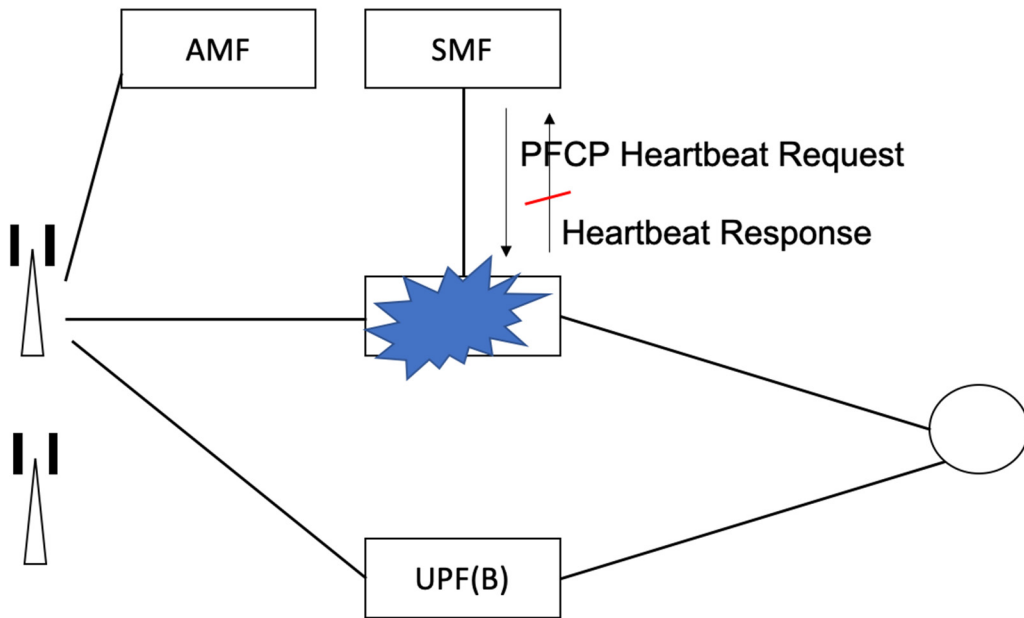 AMF
SMF
PFCP Heartbeat Request
Heartbeat Response
UPF(B)